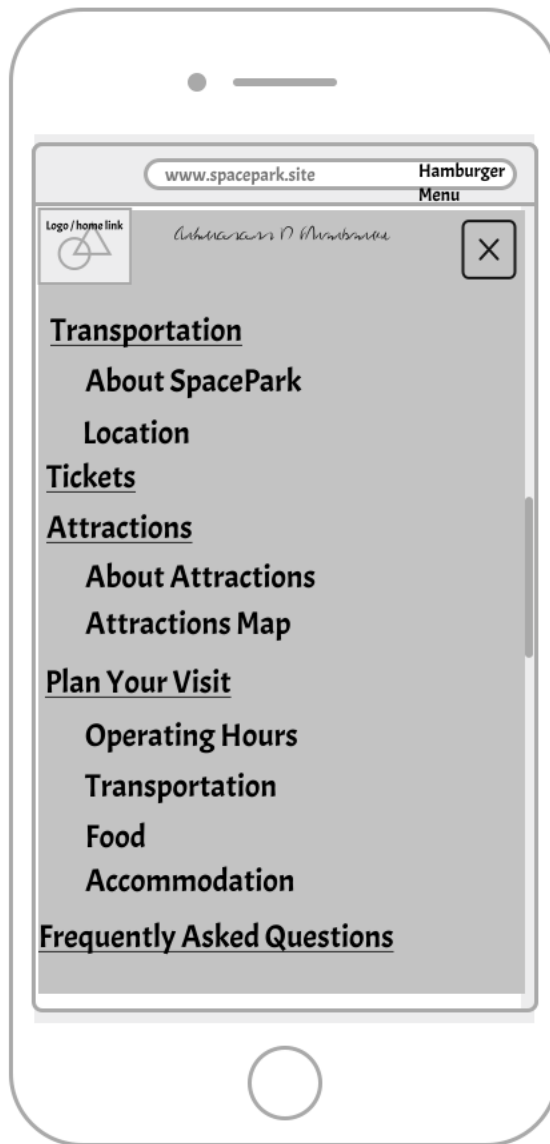 www.spacepark.site
Hamburger
Menu
Logo / home link
Transportation
About SpacePark
Location
Tickets
Attractions
About Attractions
Attractions Map
Plan Your Visit
Operating Hours
Transportation
Food
Accommodation
Frequently Asked Questions